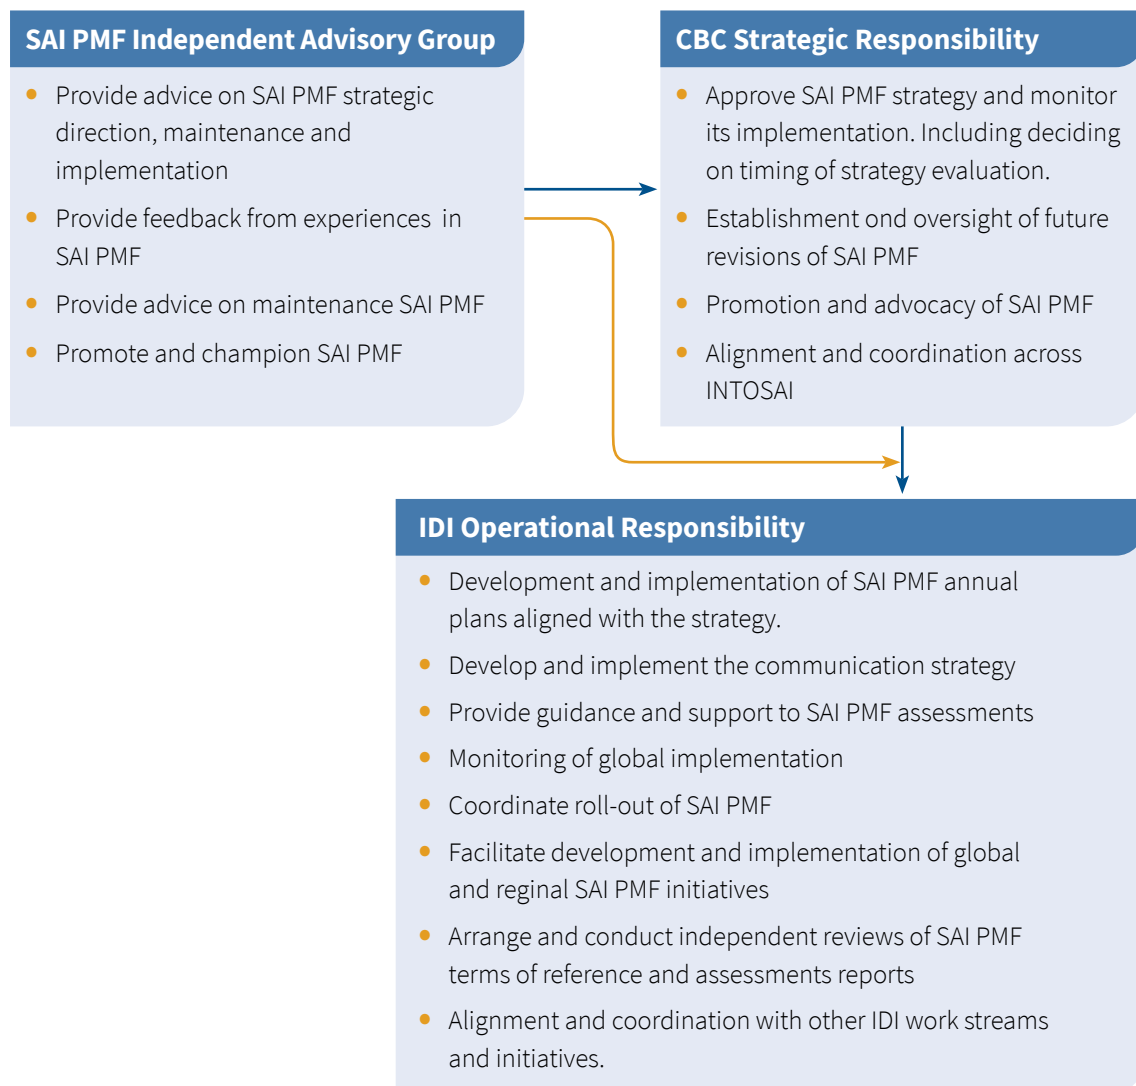 SAI PMF Independent Advisory Group
• Provide advice on SAI PMF strategic
direction, maintenance and
implementation
• Provide feedback from experiences in
SAI PMF
• Provide advice on maintenance SAI PMF
• Promote and champion SAI PMF
CBC Strategic Responsibility
• Approve SAI PMF strategy and monitor
its implementation. Including deciding
on timing of strategy evaluation.
• Establishment ond oversight of future
revisions of SAI PMF
• Promotion and advocacy of SAI PMF
• Alignment and coordination across
INTOSAI
IDI Operational Responsibility
• Development and implementation of SAI PMF annual
plans aligned with the strategy.
• Develop and implement the communication strategy
• Provide guidance and support to SAI PMF assessments
• Monitoring of global implementation
• Coordinate roll-out of SAI PMF
• Facilitate development and implementation of global
and reginal SAI PMF initiatives
• Arrange and conduct independent reviews of SAI PMF
terms of reference and assessments reports
• Alignment and coordination with other IDI work streams
and initiatives.